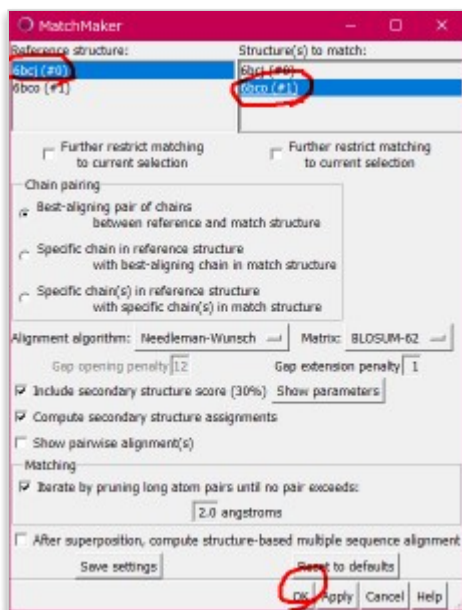 MatchMaker
Reference structure:
Structure(s) to match:
6bcj (#0)
6bco (#1)
6bcj (#0)
6bco (#1)
Further restrict matching
to current selection
Further restrict matching
to current selection
Chain pairing
Best-aligning pair of chains
between reference and match structure
Specific chain in reference structure
with best-aligning chain in match structure
Specific chain(s) in reference structure
with specific chain(s) in match structure
Alignment algorithm: Needleman-Wunsch Matrix: BLOSUM-62
Gap opening penalty 12 Gap extension penalty 1
Include secondary structure score (30%) Show parameters
Compute secondary structure assignments
Show pairwise alignment(s)
Matching
Iterate by pruning long atom pairs until no pair exceeds:
2.0 angstroms
After superposition, compute structure-based multiple sequence alignment
Save settings Reset to defaults
OK Apply Cancel Help